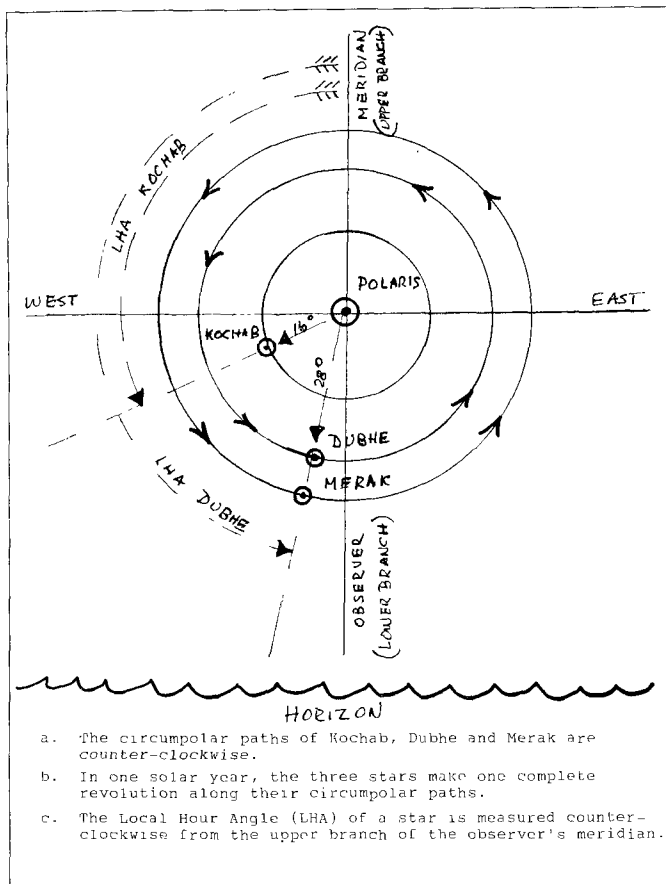 MERIDIAN
(UPPER BRANCH)
LHA KOCHAB
POLARIS
WEST
EAST
KOCHAB
16°
28°
DUBHE
MERAK
LHA DUBHE
OBSERVER
(LOWER BRANCH)
HORIZON
a. The circumpolar paths of Kochab, Dubhe and Merak are
counter-clockwise.
b. In one solar year, the three stars make one complete
revolution along their circumpolar paths.
c. The Local Hour Angle (LHA) of a star is measured counter-
clockwise from the upper branch of the observer's meridian.